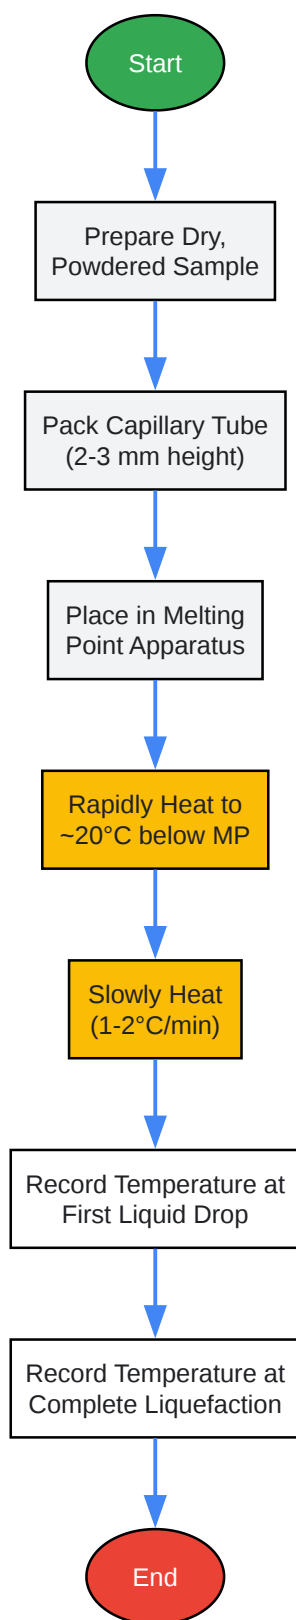 Start
Prepare Dry,
Powdered Sample
Pack Capillary Tube
(2-3 mm height)
Place in Melting
Point Apparatus
Rapidly Heat to
~20°C below MP
Slowly Heat
(1-2°C/min)
Record Temperature at
First Liquid Drop
Record Temperature at
Complete Liquefaction
End